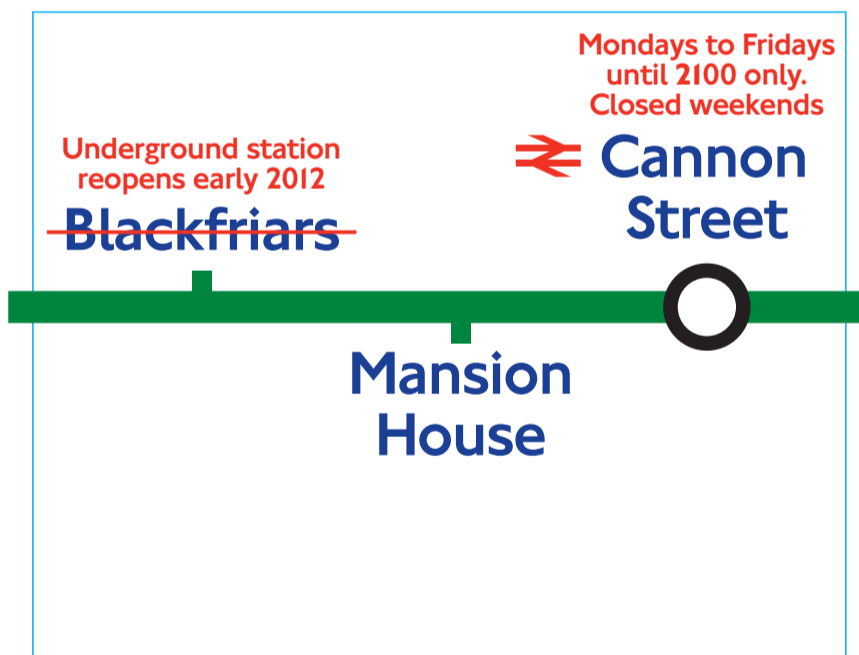 Underground station
reopens early 2012
Blackfriars
Mansion
House
Mondays to Fridays
until 2100 only.
Closed weekends
Cannon
Street